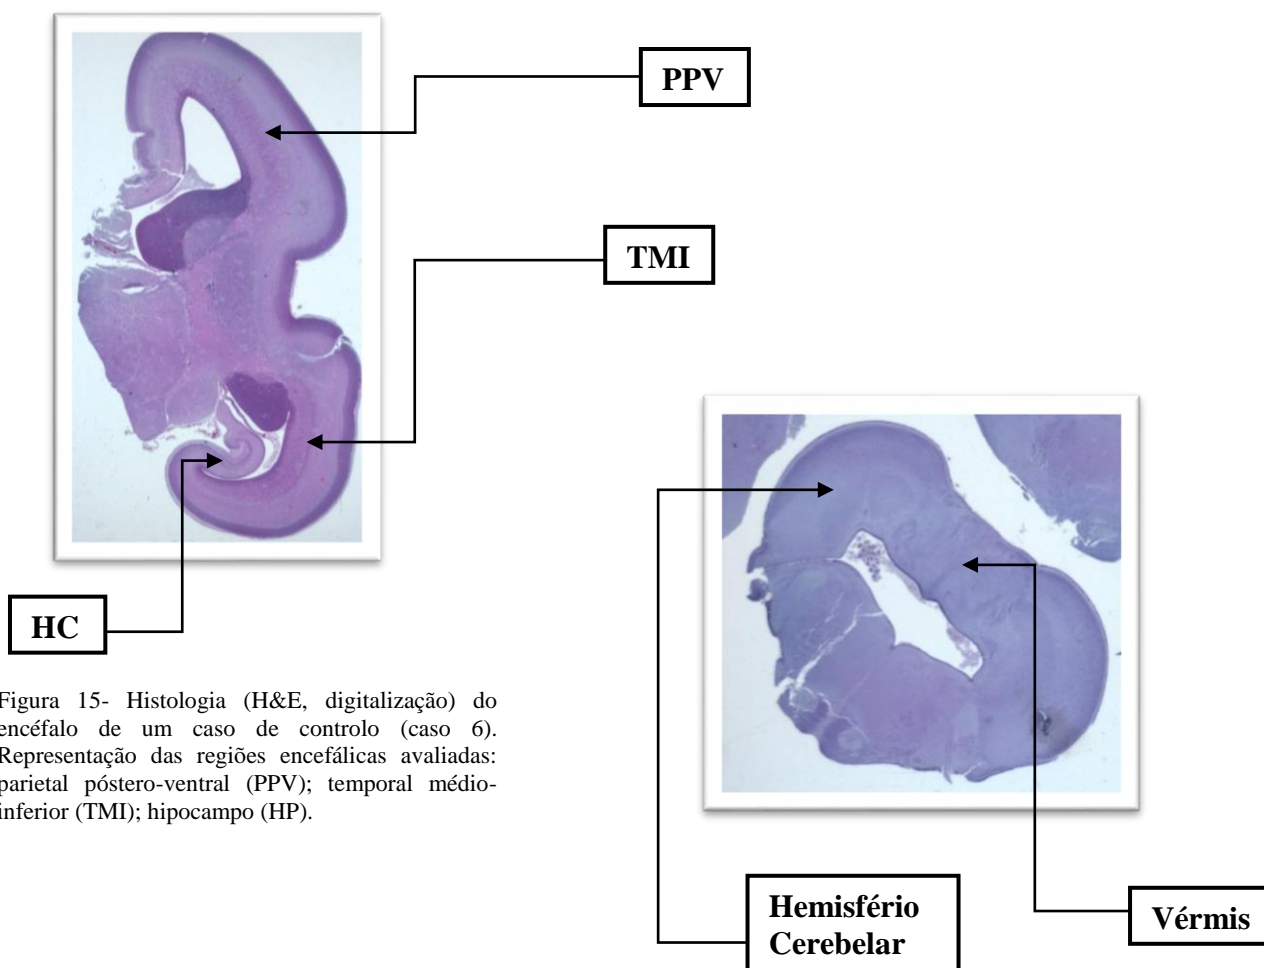 PPV
TMI
HC
Figura 15- Histologia (H&E, digitalização) do
encéfalo de um caso de controlo (caso 6).
Representação das regiões encefálicas avaliadas:
parietal póstero-ventral (PPV); temporal médio-
inferior (TMI); hipocampo (HP).
Hemisfério
Cerebelar
Vérmis